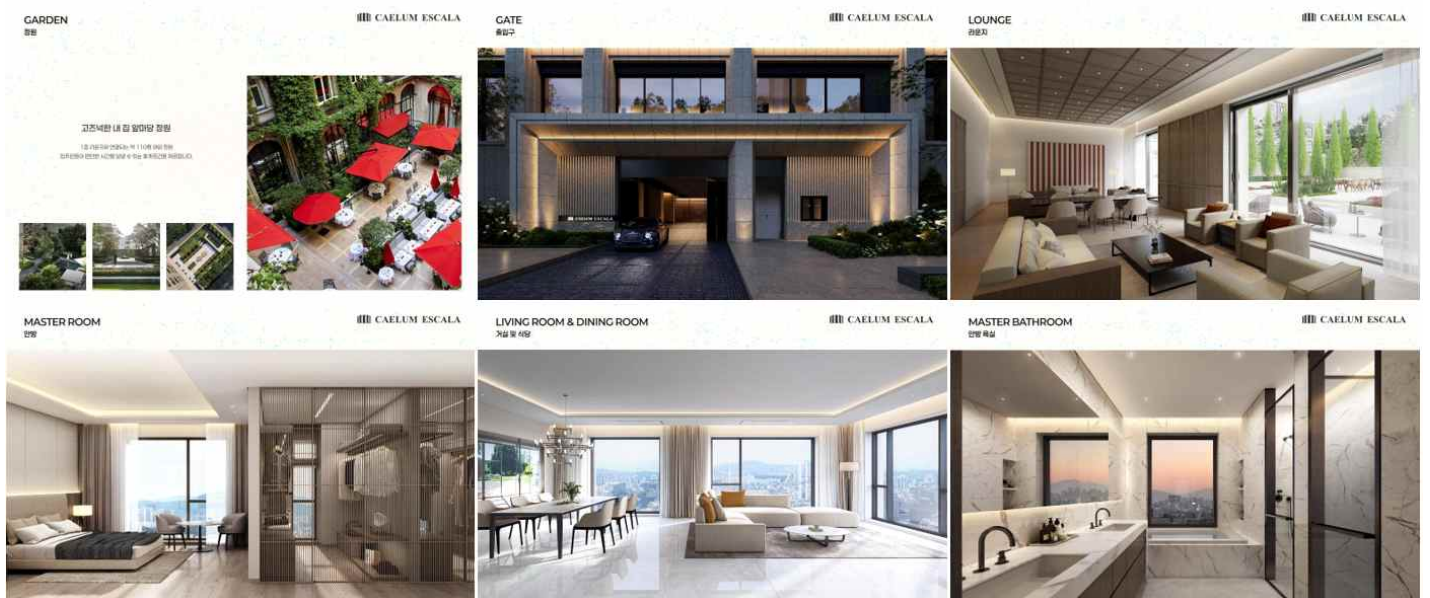 GARDEN
정원
CAELUM ESCALA
고즈넉한 내 집 앞마당 정원
GATE
출입구
CAELUM ESCALA
CAELUM ESCALA
LOUNGE
라운지
CAELUM ESCALA
MASTER ROOM
안방
CAELUM ESCALA
LIVING ROOM & DINING ROOM
거실 및 식당
CAELUM ESCALA
MASTER BATHROOM
안방 욕실
CAELUM ESCALA